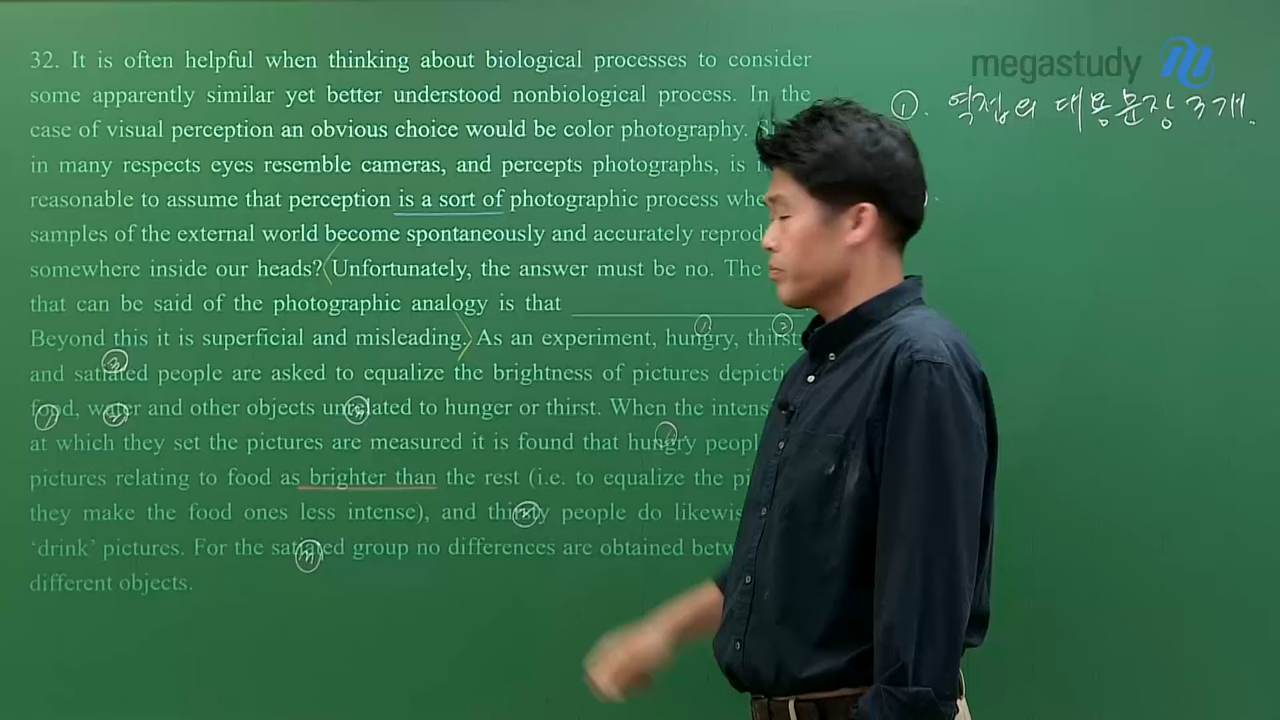 32. It is often helpful when thinking about biological processes to consider
some apparently similar yet better understood nonbiological process. In the
case of visual perception an obvious choice would be color photography.
in many respects eyes resemble cameras, and percepts photographs, is
reasonable to assume that perception is a sort of photographic process
samples of the external world become spontaneously and accurately
somewhere inside our heads? Unfortunately, the answer must be no. The
that can be said of the photographic analogy is that
Beyond this it is superficial and misleading. As an experiment, hungry,
and satiated people are asked to equalize the brightness of pictures
food, water and other objects unrelated to hunger or thirst. When the
at which they set the pictures are measured it is found that hungry
pictures relating to food as brighter than the rest (i.e. to equalize the
they make the food ones less intense), and thirsty people do
‘drink’ pictures. For the satiated group no differences are obtained
different objects.
megastudy
①. 역접의 대용문장 3개.